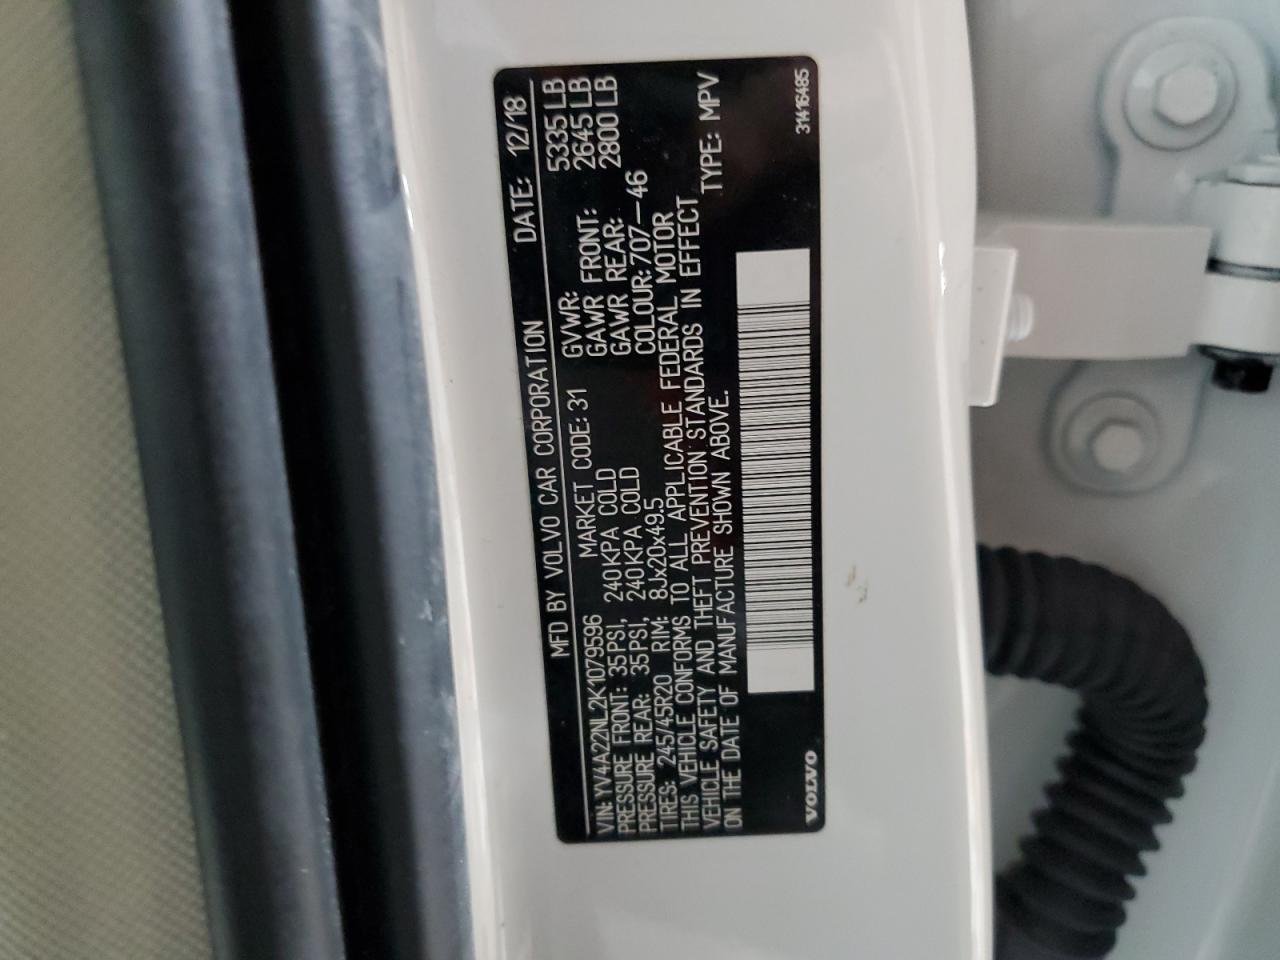 MFD BY VOLVO CAR CORPORATION DATE: 12/18
VIN: YV4A22NL2K1079596 MARKET CODE: 31 GVWR: 5335 LB
PRESSURE FRONT: 35PSI, 240KPA COLD GAWR FRONT: 2645 LB
PRESSURE REAR: 35PSI, 240KPA COLD GAWR REAR: 2800 LB
TIRES: 245/45R20 RIM: 8Jx20x49.5 COLOUR: 707-46
THIS VEHICLE CONFORMS TO ALL APPLICABLE FEDERAL MOTOR
VEHICLE SAFETY AND THEFT PREVENTION STANDARDS IN EFFECT
ON THE DATE OF MANUFACTURE SHOWN ABOVE. TYPE: MPV
VOLVO 31416485